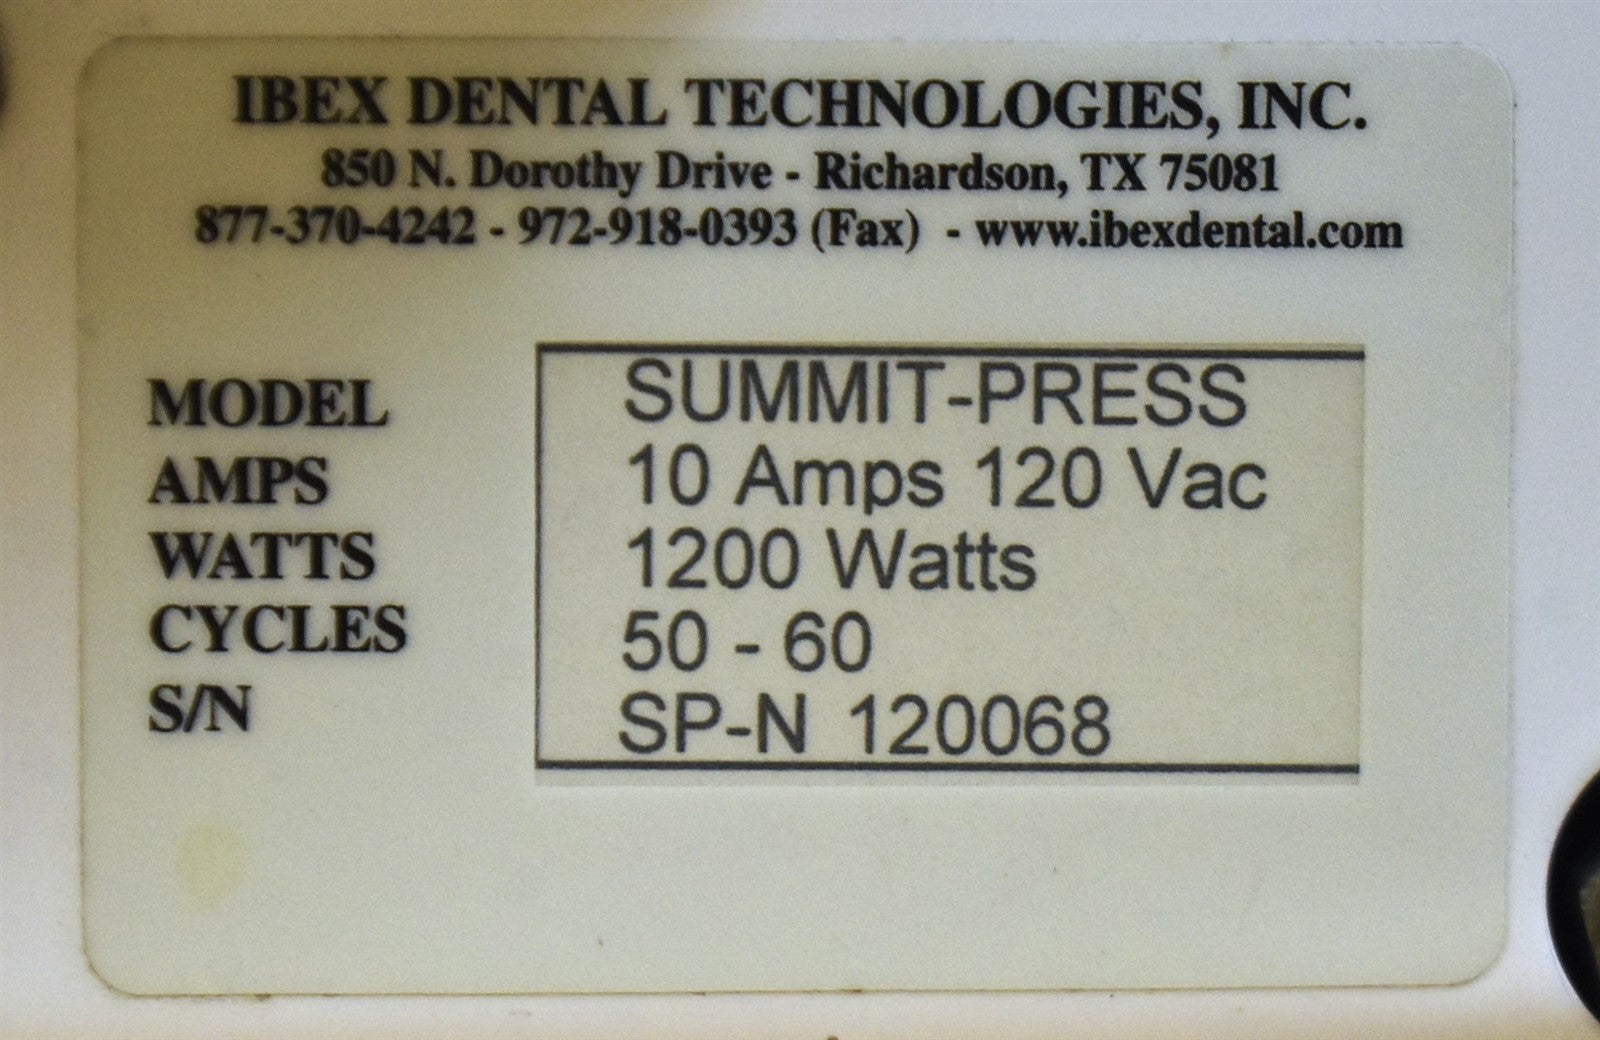 IBEX DENTAL TECHNOLOGIES, INC.
850 N. Dorothy Drive - Richardson, TX 75081
877-370-4242 - 972-918-0393 (Fax) - www.ibexdental.com
MODEL SUMMIT-PRESS
AMPS 10 Amps 120 Vac
WATTS 1200 Watts
CYCLES 50 - 60
S/N SP-N 120068